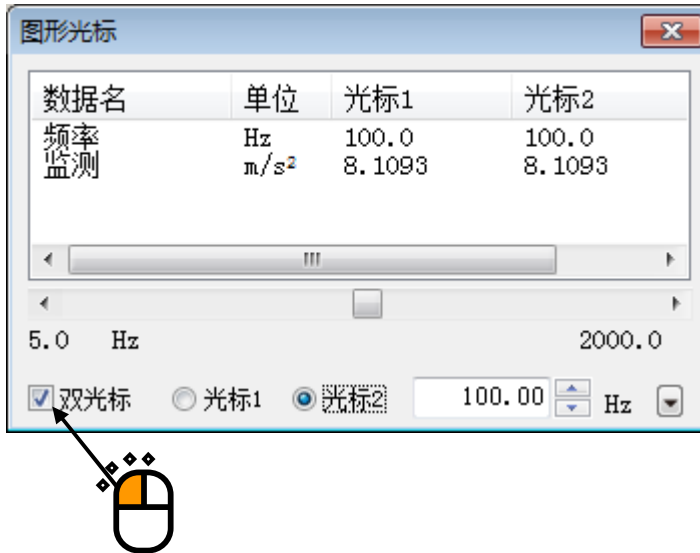 图形光标
数据名 单位 光标1 光标2
频率 Hz 100.0 100.0
监测 m/s² 8.1093 8.1093
5.0 Hz 2000.0
双光标 光标1 光标2 100.00 Hz